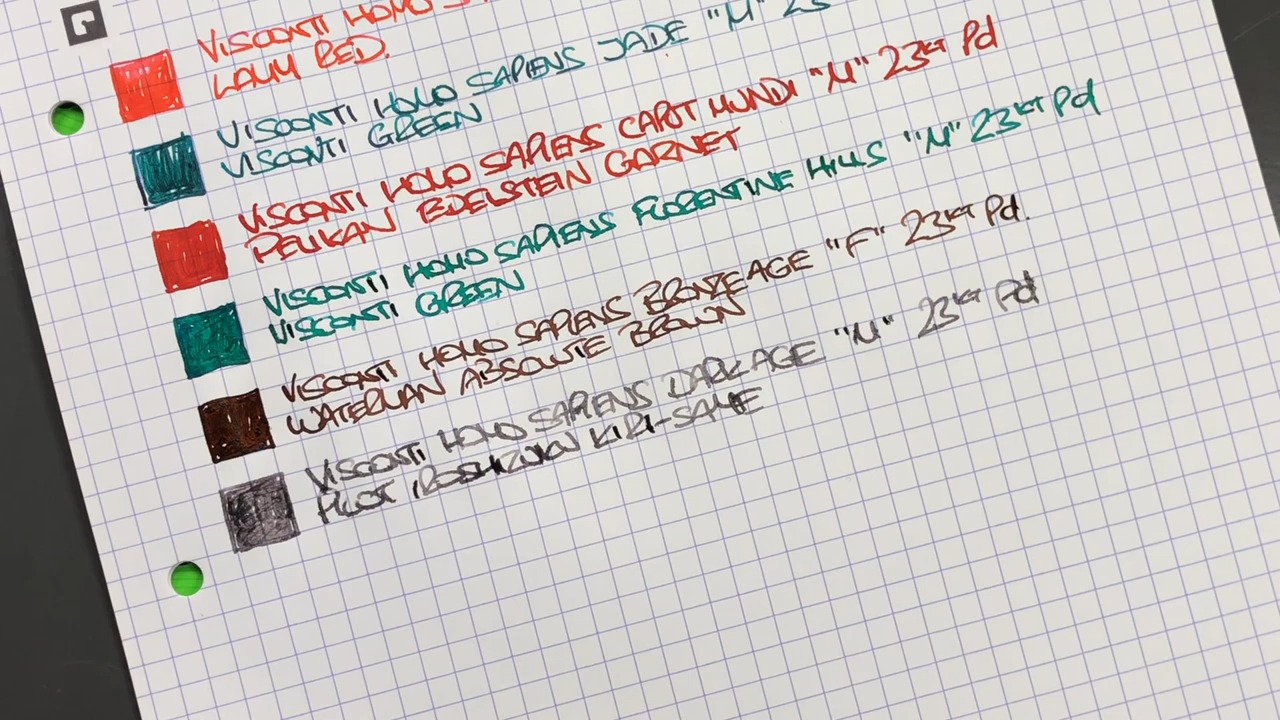 VISCONTI HOMO
LAMY RED.
VISCONTI HOMO SAPIENS JADE "M" 23
VISCONTI GREEN
VISCONTI HOMO SAPIENS CAPUT MUNDI "M" 23KT Pd
PELIKAN EDELSTEIN GARNET
VISCONTI HOMO SAPIENS FLORENTINE HILLS "M" 23KT Pd
VISCONTI GREEN
VISCONTI HOMO SAPIENS BRONZE AGE "F" 23KT Pd.
WATERMAN ABSOLUTE BROWN
VISCONTI HOMO SAPIENS DARK AGE "M" 23KT Pd
PILOT IROSHIZUKU KIRI-SAME